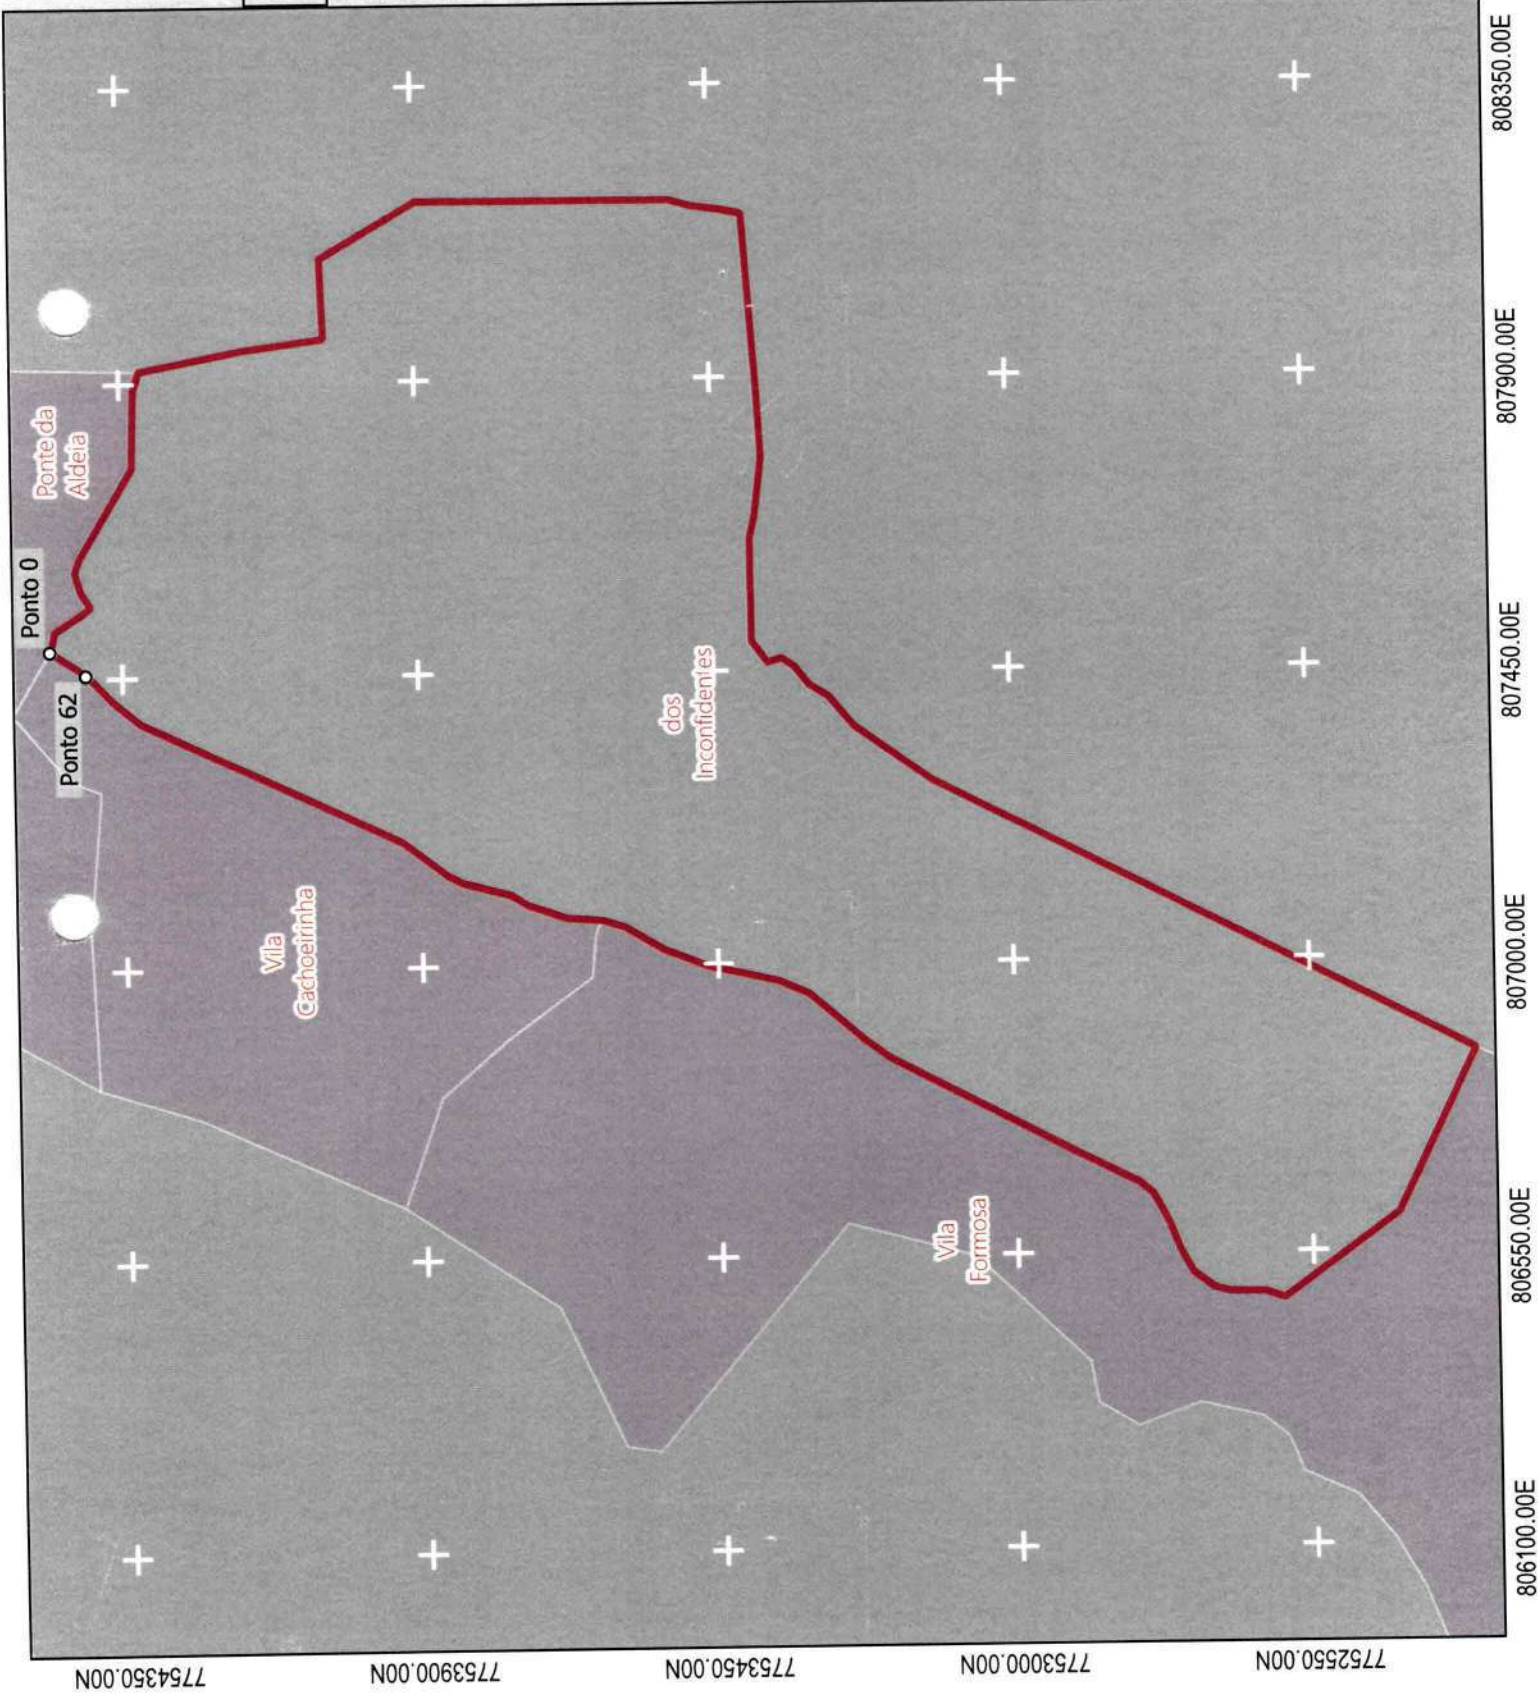 Ponto 0
Ponte da
Aldeia
Ponto 62
Vila
Cachoeirinha
dos
Inconfidentes
Vila
Formosa
808350.00E
807900.00E
807450.00E
807000.00E
806550.00E
806100.00E
7754350.00N
7753900.00N
7753450.00N
7753000.00N
7752550.00N